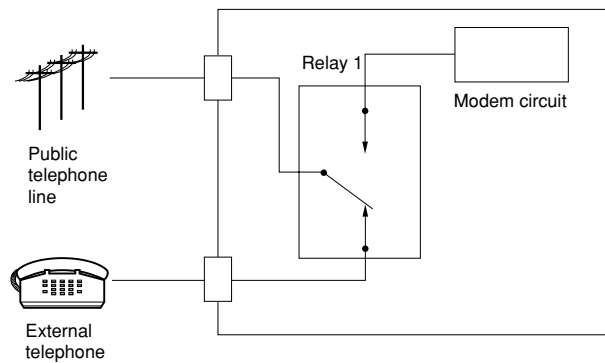 Relay 1
Modem circuit
Public
telephone
line
External
telephone